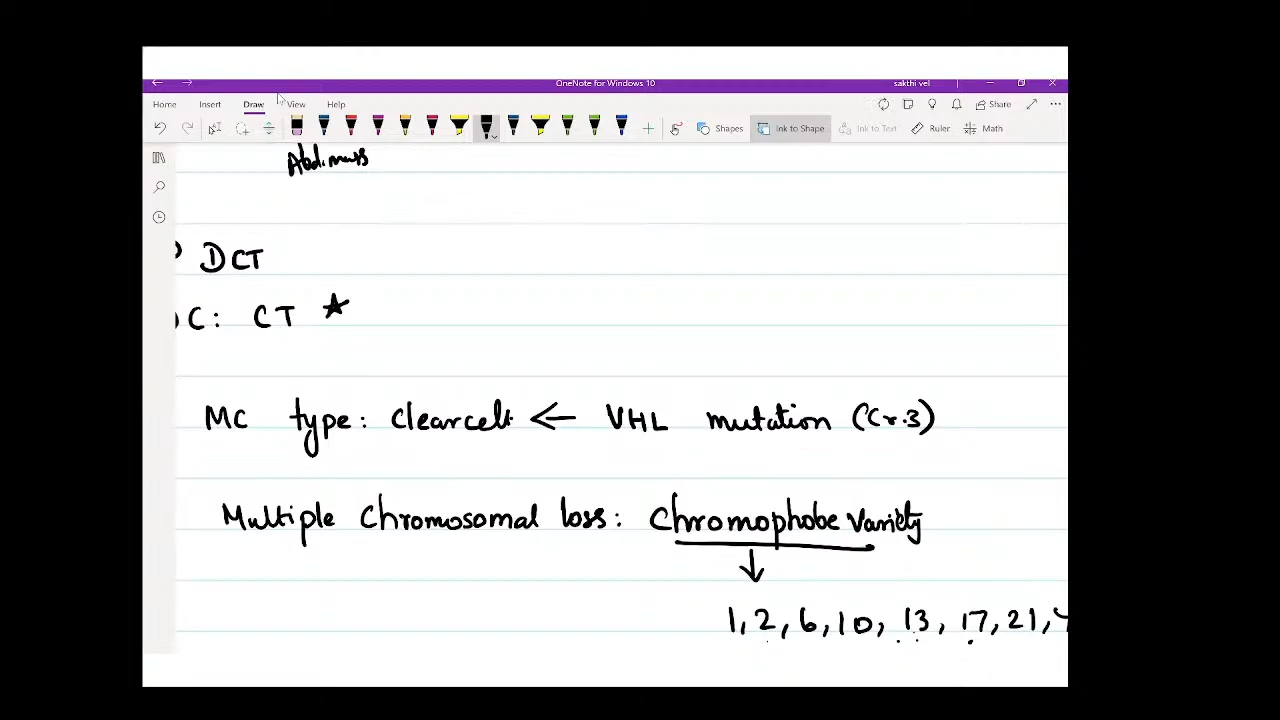 OneNote for Windows 10 sakthi vel
Home Insert Draw View Help Share
Shapes Ink to Shape Ink to Text Ruler Math
Abd. mass
DCT
C: CT
MC type: clearcell VHL mutation (Cr.3)
Multiple Chromosomal loss: Chromophobe Variety
1, 2, 6, 10, 13, 17, 21,